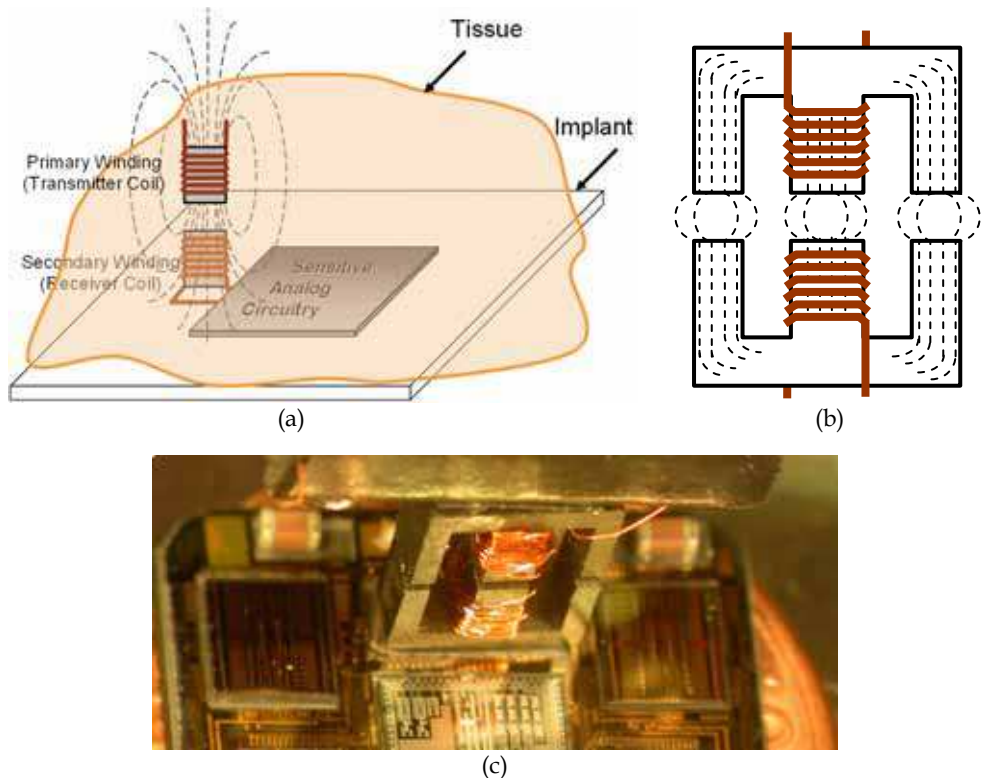 Tissue
Implant
Primary Winding
(Transmitter Coil)
Secondary Winding
(Receiver Coil)
Sensitive
Analog
Circuitry
(a)
(b)
(c)